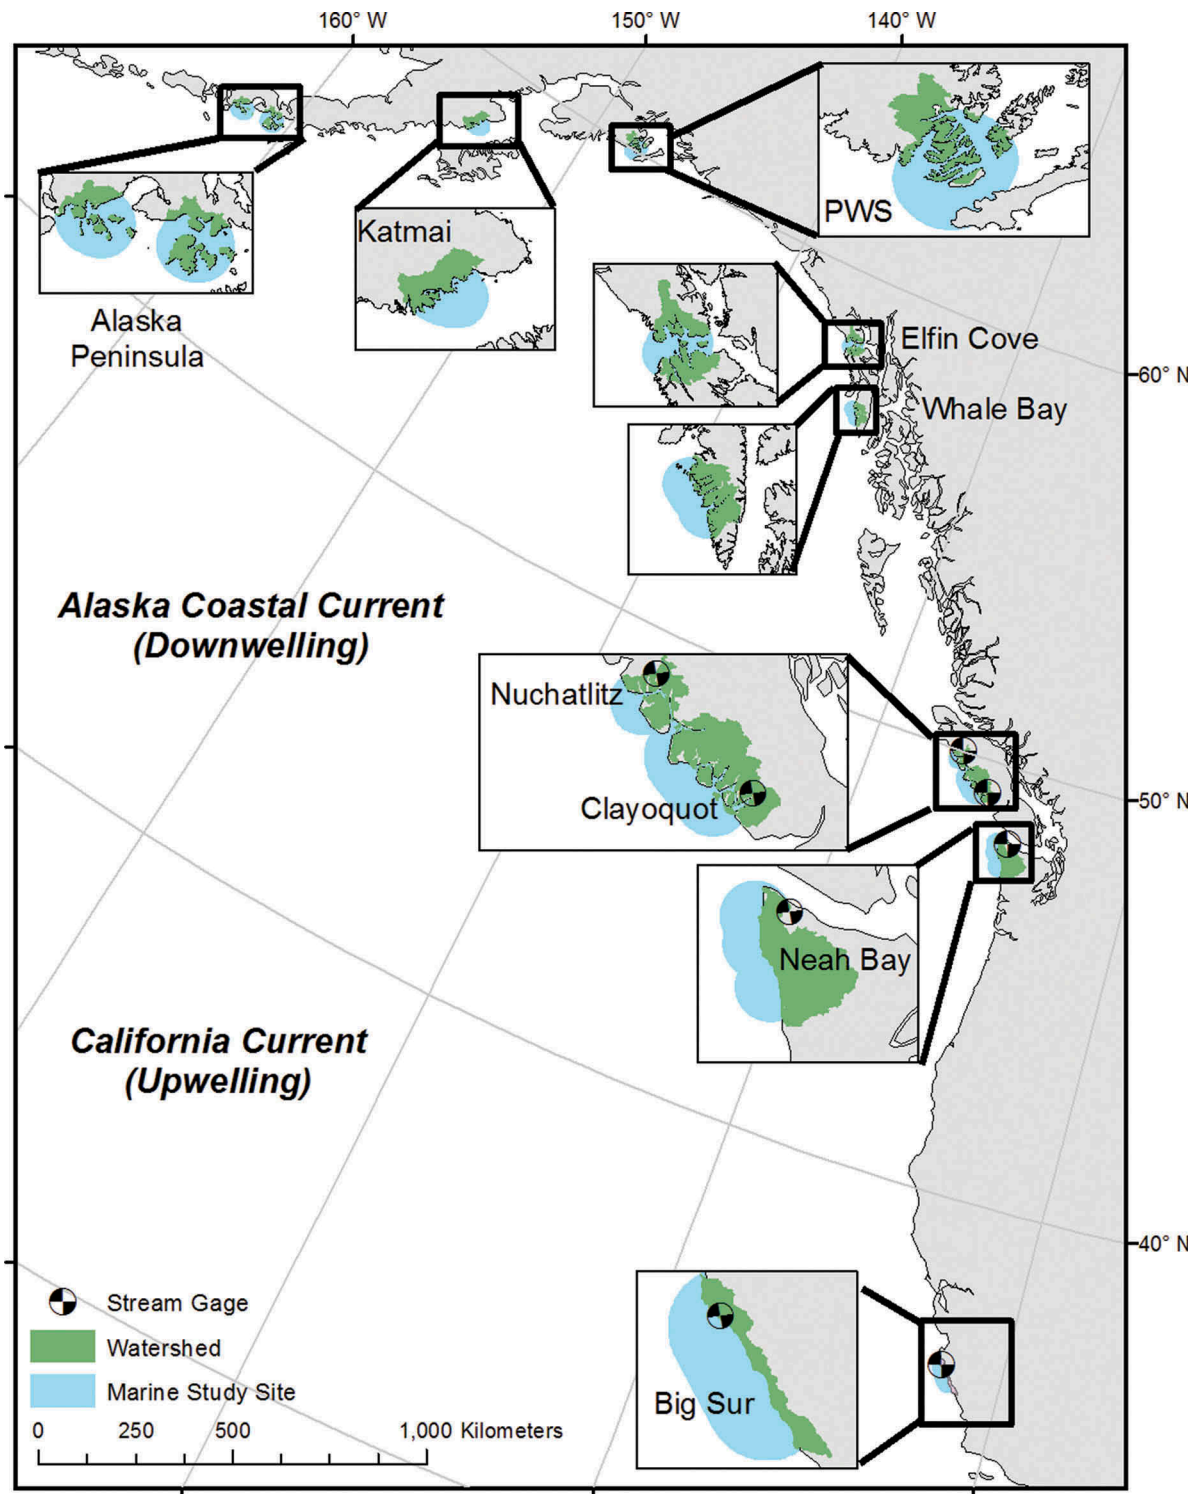 160° W
150° W
140° W
PWS
Katmai
Alaska
Peninsula
Elfin Cove
60° N
Whale Bay
Alaska Coastal Current
(Downwelling)
Nuchatlitz
Clayoquot
50° N
Neah Bay
California Current
(Upwelling)
40° N
Stream Gage
Watershed
Marine Study Site
Big Sur
0 250 500 1,000 Kilometers